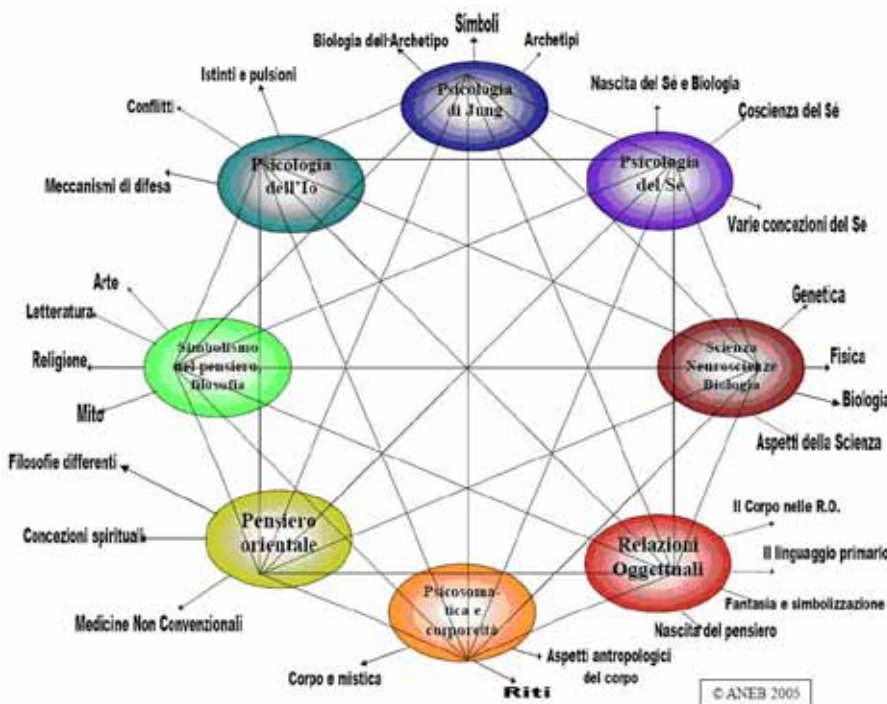 Simboli
Biologia dell'Archetipo
Archetipi
Psicologia
di Jung
Istinti e pulsioni
Conflitti
Meccanismi di difesa
Psicologia
dell'Io
Nascita del Sé e Biologia
Coscienza del Sé
Psicologia
del Sé
Varie concezioni del Sé
Arte
Letteratura
Religione
Mito
Simbolismo
nel pensiero,
filosofia
Genetica
Scienza
Neuroscienze
Biologia
Fisica
Biologia
Aspetti della Scienza
Filosofie differenti
Concezioni spirituali
Medicine Non Convenzionali
Pensiero
orientale
Il Corpo nelle R.O.
Relazioni
Oggettuali
Il linguaggio primario
Fantasia e simbolizzazione
Nascita del pensiero
Psicosoma-
tica e
corporeità
Corpo e mistica
Riti
Aspetti antropologici
del corpo
© ANEB 2005